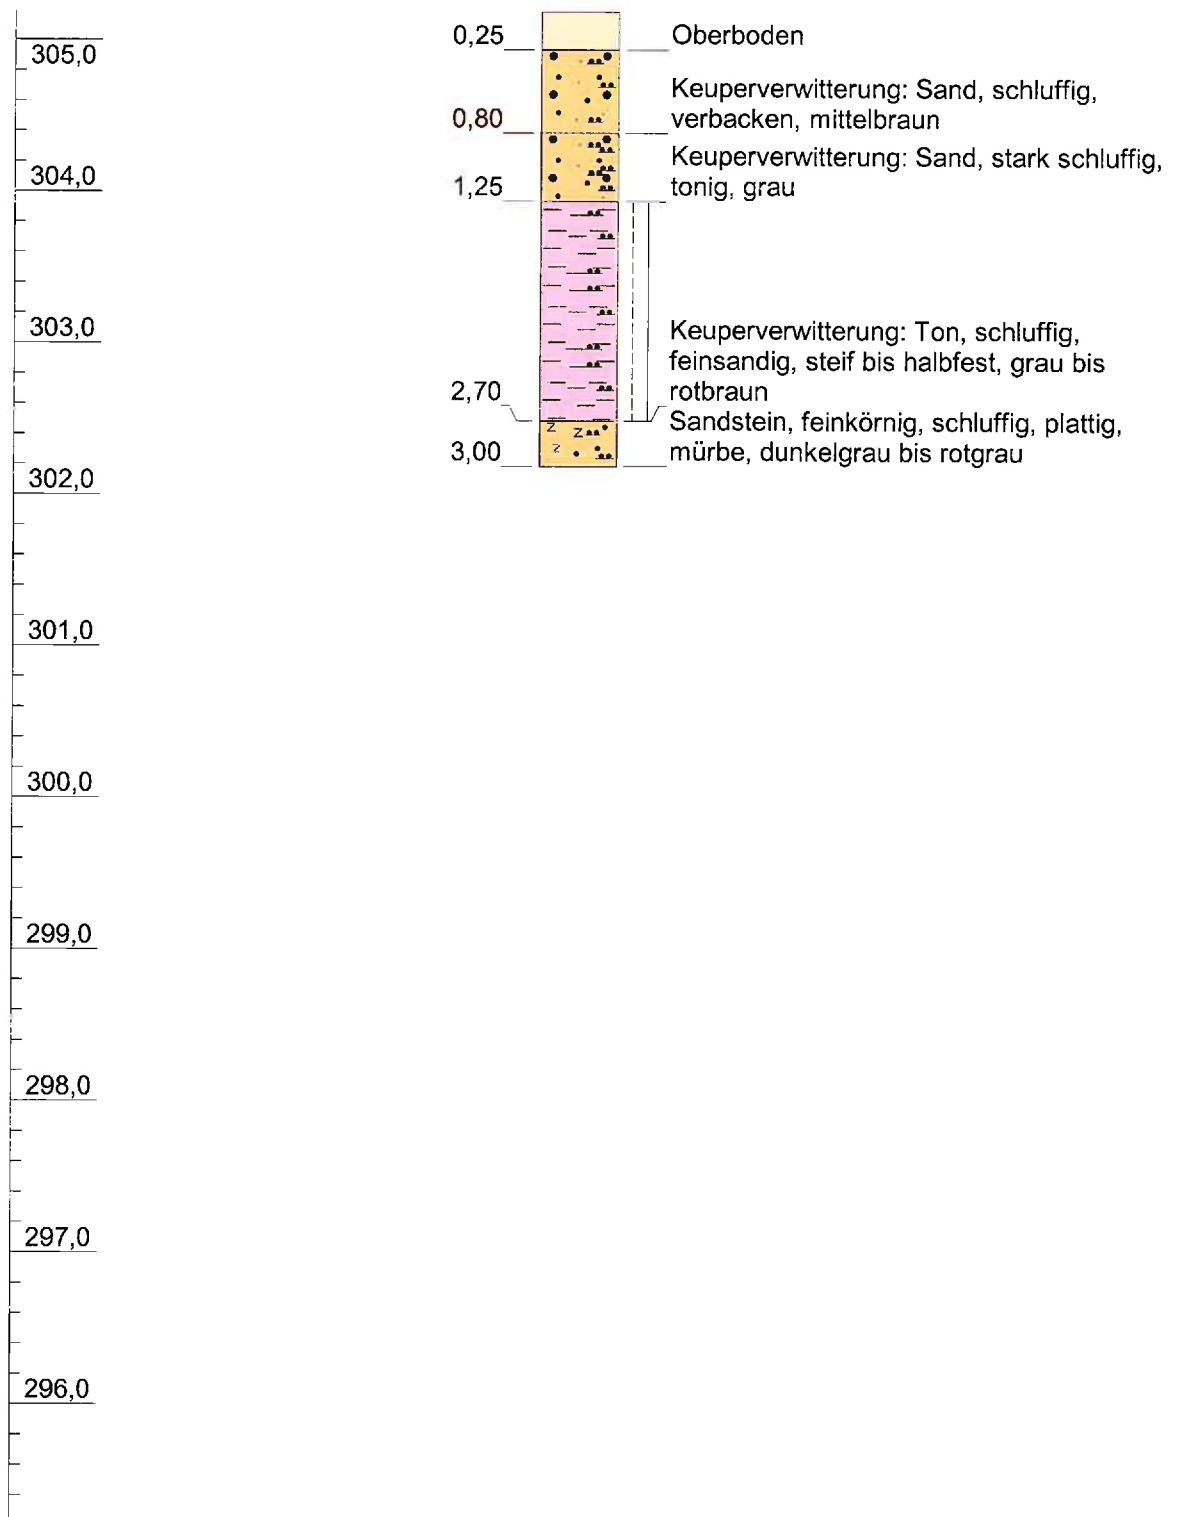 305,0
304,0
303,0
302,0
301,0
300,0
299,0
298,0
297,0
296,0
0,25
Oberboden
0,80
Keuperverwitterung: Sand, schluffig,
verbacken, mittelbraun
1,25
Keuperverwitterung: Sand, stark schluffig,
tonig, grau
2,70
Keuperverwitterung: Ton, schluffig,
feinsandig, steif bis halbfest, grau bis
rotbraun
3,00
Sandstein, feinkörnig, schluffig, plattig,
mürbe, dunkelgrau bis rotgrau
z z
z